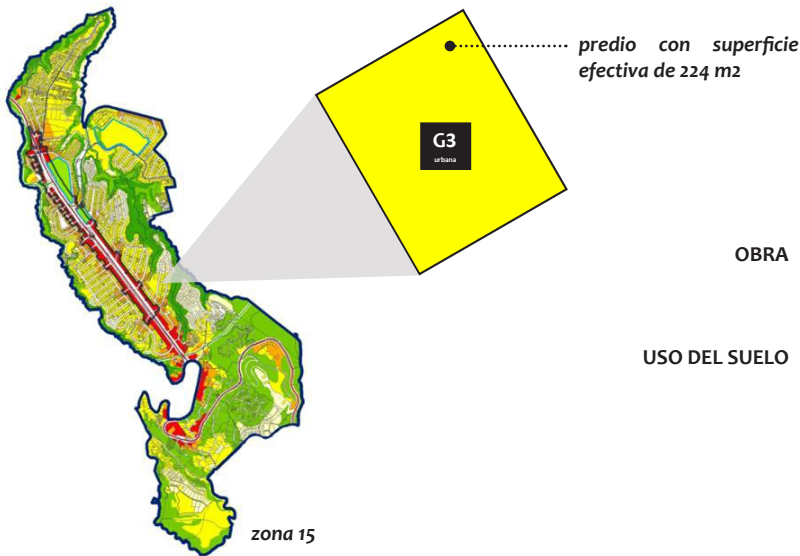 predio con superficie
efectiva de 224 m2
G3
urbana
OBRA
USO DEL SUELO
zona 15